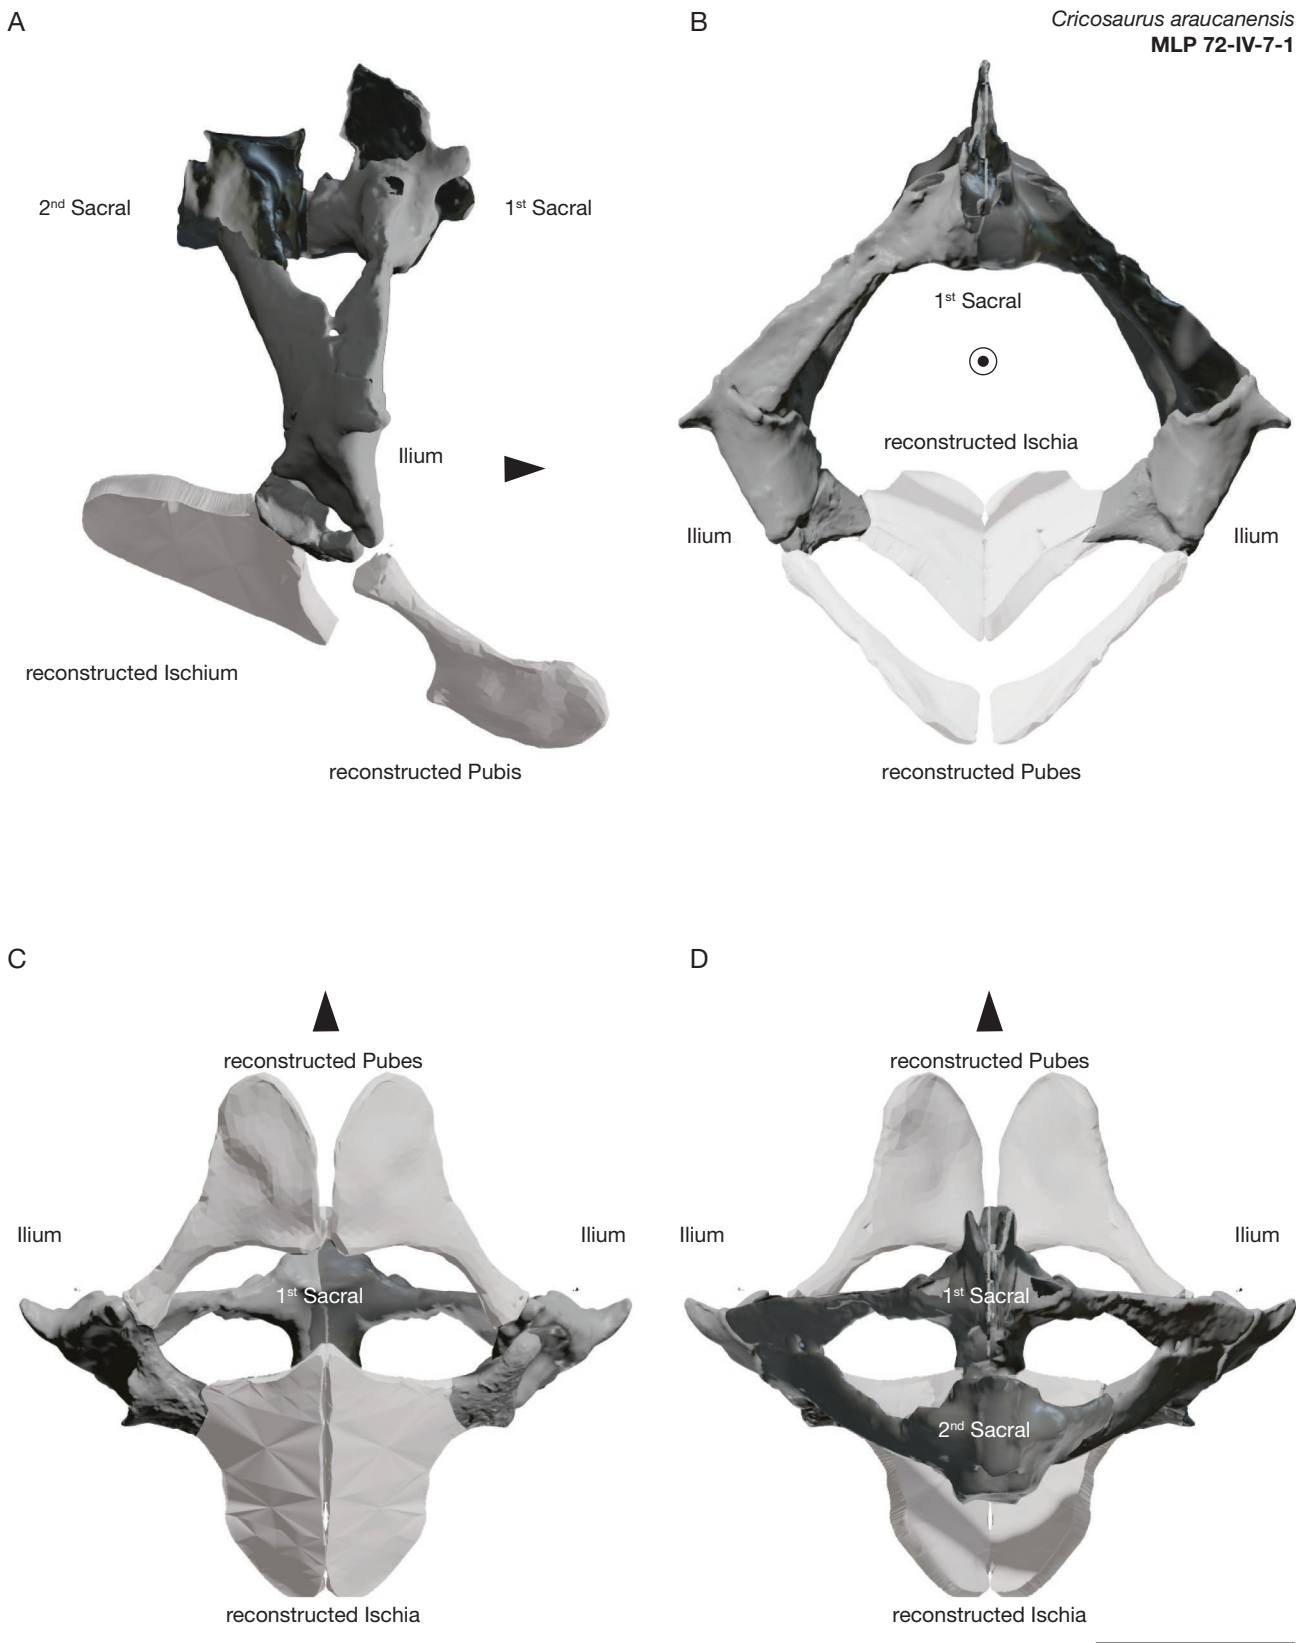 A
B
Cricosaurus araucanensis
MLP 72-IV-7-1
2nd Sacral
1st Sacral
Ilium
reconstructed Ischium
reconstructed Pubis
1st Sacral
reconstructed Ischia
Ilium
Ilium
reconstructed Pubes
C
D
reconstructed Pubes
Ilium
Ilium
1st Sacral
reconstructed Ischia
reconstructed Pubes
Ilium
Ilium
1st Sacral
2nd Sacral
reconstructed Ischia